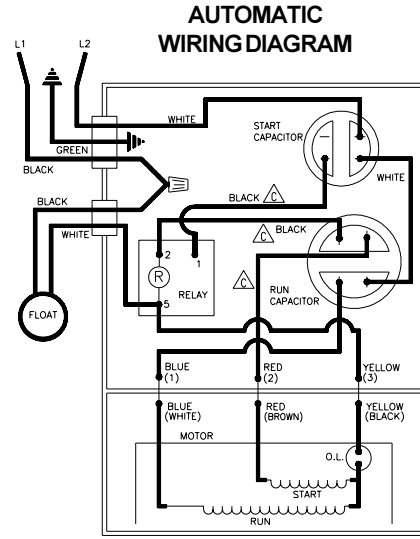 AUTOMATIC
WIRING DIAGRAM
L1
L2
WHITE
START
CAPACITOR
GREEN
BLACK
WHITE
BLACK
C
BLACK
C
BLACK
WHITE
2
1
R
RELAY
C
RUN
CAPACITOR
5
FLOAT
BLUE
(1)
RED
(2)
YELLOW
(3)
BLUE
(WHITE)
RED
(BROWN)
YELLOW
(BLACK)
MOTOR
O.L.
START
RUN